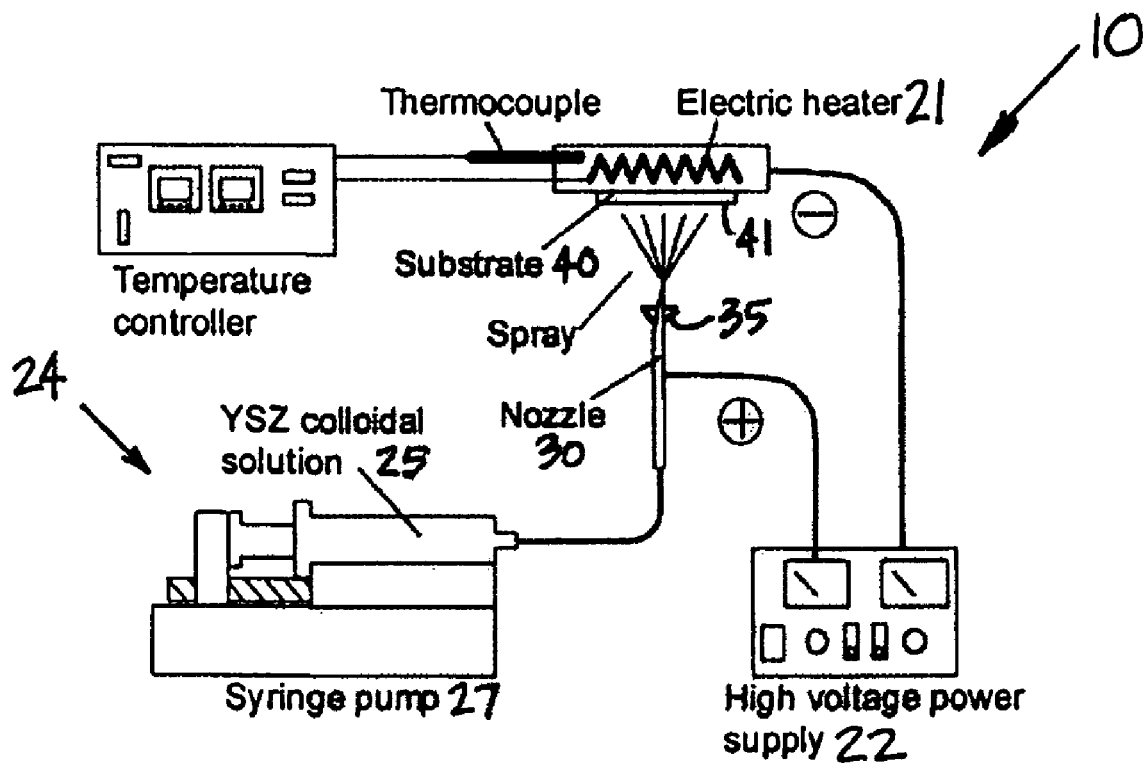 10
Thermocouple
Electric heater 21
−
41
Substrate 40
Temperature
controller
Spray
35
24
Nozzle
30
+
YSZ colloidal
solution 25
Syringe pump 27
High voltage power
supply 22